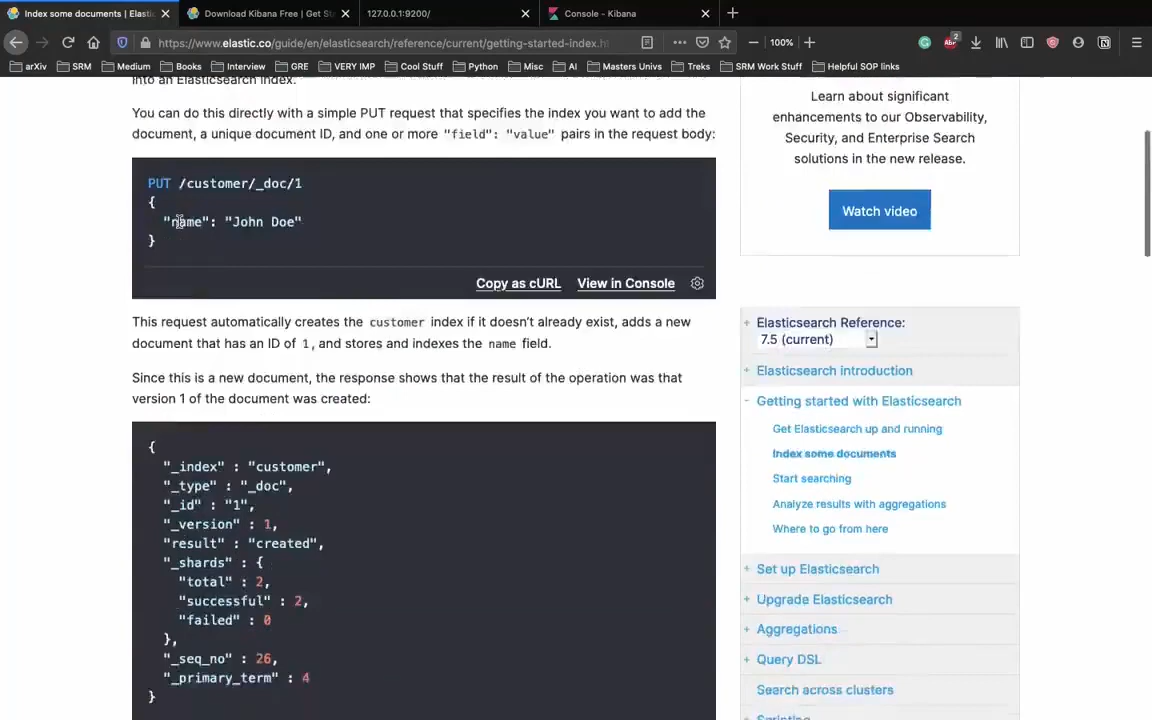 Index some documents | Elasti
Download Kibana Free | Get St
127.0.0.1:9200/
Console - Kibana
https://www.elastic.co/guide/en/elasticsearch/reference/current/getting-started-index.h
100%
2
arXiv
SRM
Medium
Books
Interview
GRE
VERY IMP
Cool Stuff
Python
Misc
AI
Masters Univs
Treks
SRM Work Stuff
Helpful SOP links
into an Elasticsearch index.
You can do this directly with a simple PUT request that specifies the index you want to add the
document, a unique document ID, and one or more "field": "value" pairs in the request body:
PUT /customer/_doc/1
{
"name": "John Doe"
}
Copy as cURL View in Console
This request automatically creates the customer index if it doesn't already exist, adds a new
document that has an ID of 1, and stores and indexes the name field.
Since this is a new document, the response shows that the result of the operation was that
version 1 of the document was created:
{
"_index" : "customer",
"_type" : "_doc",
"_id" : "1",
"_version" : 1,
"result" : "created",
"_shards" : {
"total" : 2,
"successful" : 2,
"failed" : 0
},
"_seq_no" : 26,
"_primary_term" : 4
}
Learn about significant
enhancements to our Observability,
Security, and Enterprise Search
solutions in the new release.
Watch video
+ Elasticsearch Reference:
7.5 (current)
+ Elasticsearch introduction
- Getting started with Elasticsearch
Get Elasticsearch up and running
Index some documents
Start searching
Analyze results with aggregations
Where to go from here
+ Set up Elasticsearch
+ Upgrade Elasticsearch
+ Aggregations
+ Query DSL
Search across clusters
+ Scripting